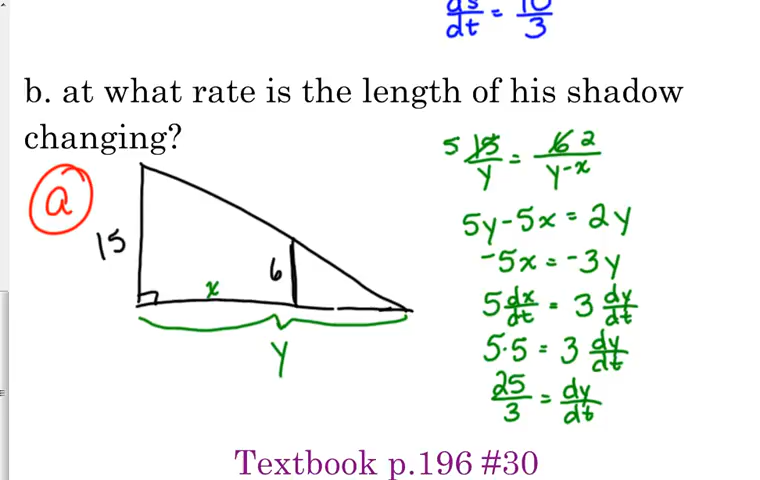 ds/dt = 10/3
b. at what rate is the length of his shadow
changing?
a
15
x
6
Y
5 15/y = 6 2/y-x
5y-5x = 2y
-5x = -3y
5 dx/dt = 3 dy/dt
5·5 = 3 dy/dt
25/3 = dy/dt
Textbook p.196 #30